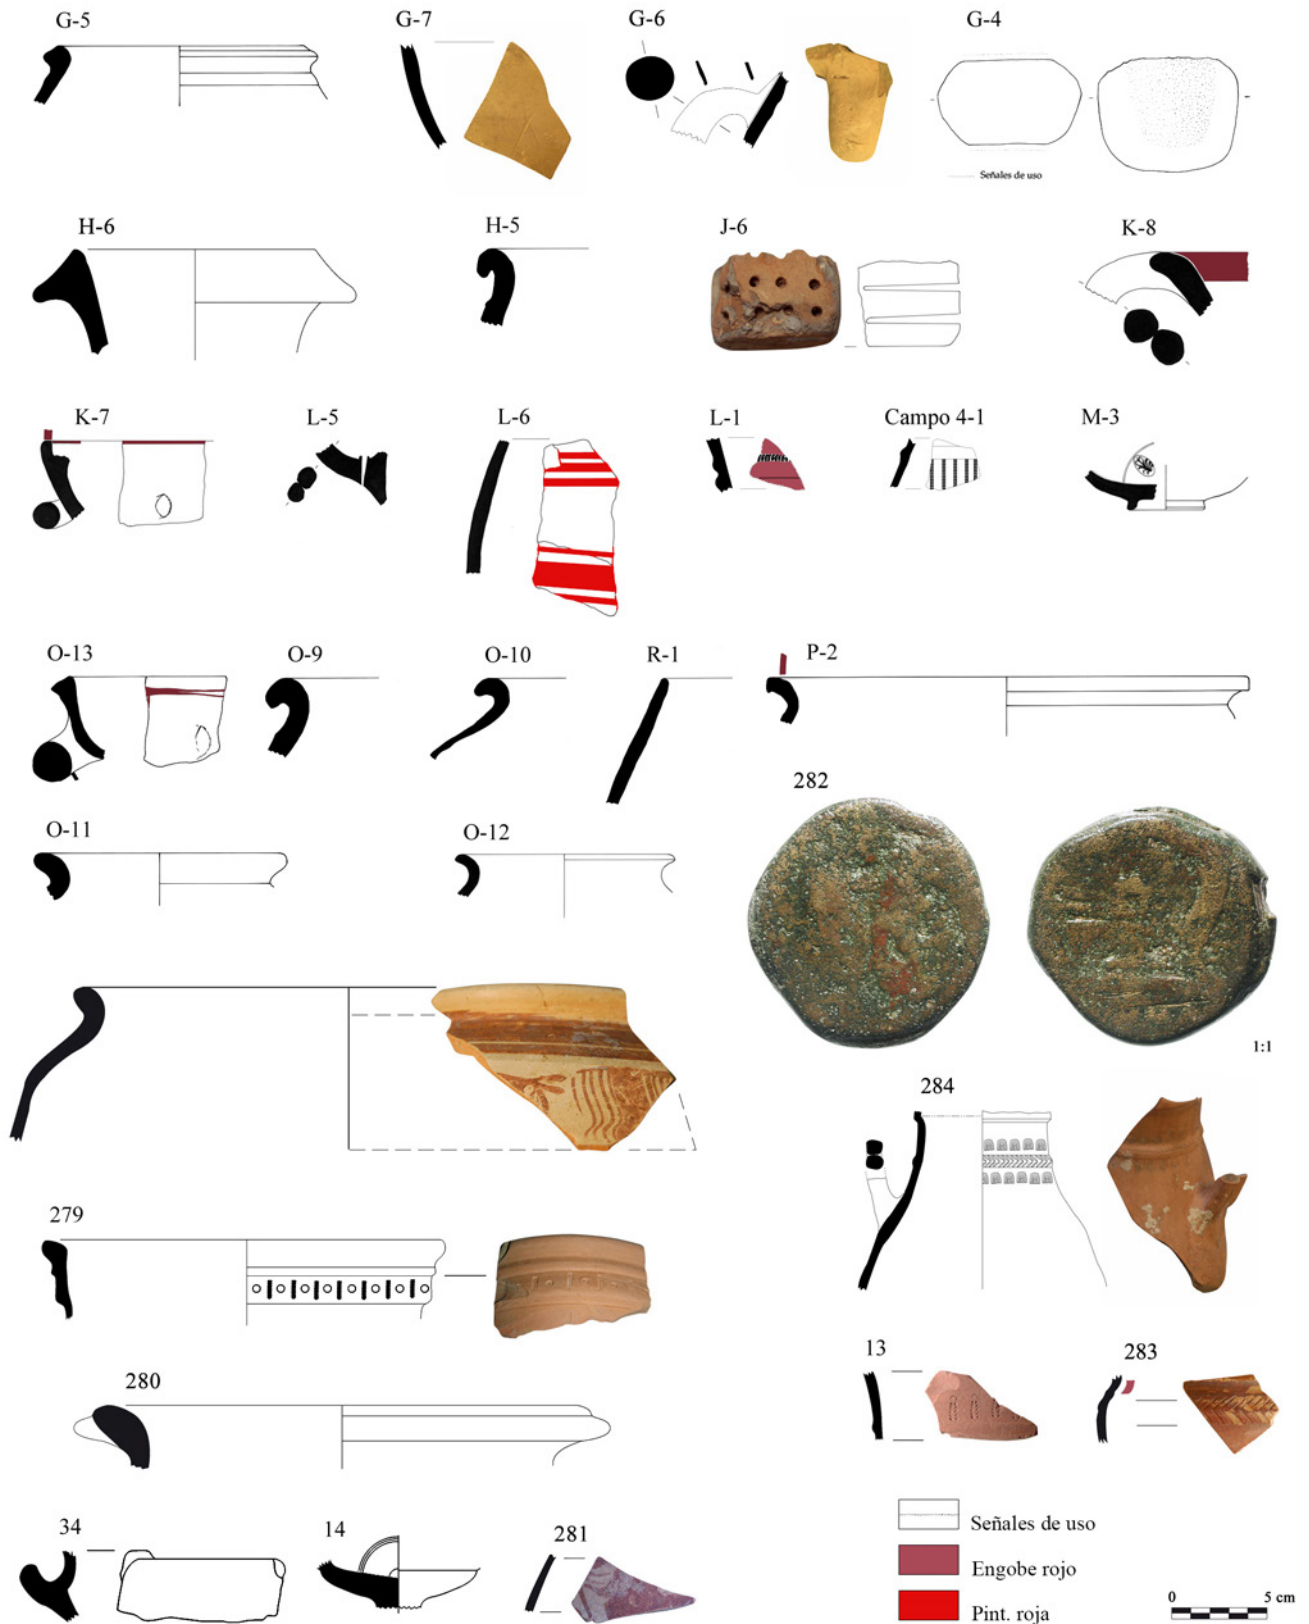 G-5
G-7
G-6
G-4
Señales de uso
H-6
H-5
J-6
K-8
K-7
L-5
L-6
L-1
Campo 4-1
M-3
O-13
O-9
O-10
R-1
P-2
282
O-11
O-12
1:1
284
279
13
283
280
34
14
281
Señales de uso
Engobe rojo
Pint. roja
0 5 cm